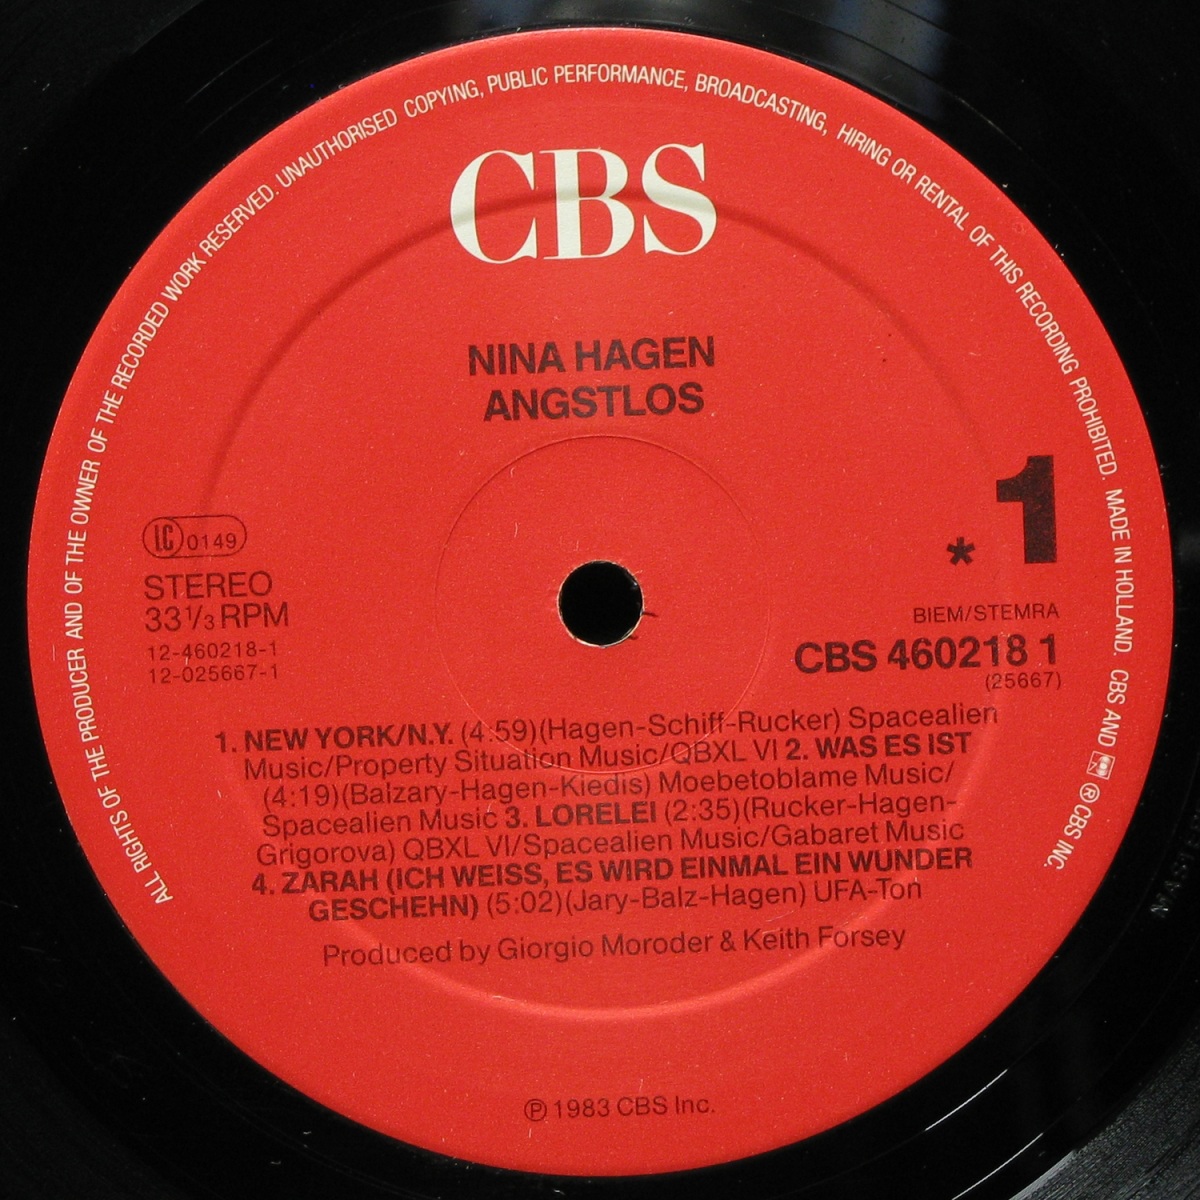 ALL RIGHTS OF THE PRODUCER AND OF THE OWNER OF THE RECORDED WORK RESERVED. UNAUTHORISED COPYING, PUBLIC PERFORMANCE, BROADCASTING, HIRING OR RENTAL OF THIS RECORDING PROHIBITED. MADE IN HOLLAND. CBS AND ℗ CBS INC.
CBS
NINA HAGEN
ANGSTLOS
* 1
LC 0149
STEREO
33 1/3 RPM
12-460218-1
12-025667-1
BIEM/STEMRA
CBS 460218 1
(25667)
1. NEW YORK/N.Y. (4:59)(Hagen-Schiff-Rucker) Spacealien
Music/Property Situation Music/QBXL VI 2. WAS ES IST
(4:19)(Balzary-Hagen-Kiedis) Moebetoblame Music/
Spacealien Music 3. LORELEI (2:35)(Rucker-Hagen-
Grigorova) QBXL VI/Spacealien Music/Gabaret Music
4. ZARAH (ICH WEISS, ES WIRD EINMAL EIN WUNDER
GESCHEHN) (5:02)(Jary-Balz-Hagen) UFA-Ton
Produced by Giorgio Moroder & Keith Forsey
℗ 1983 CBS Inc.